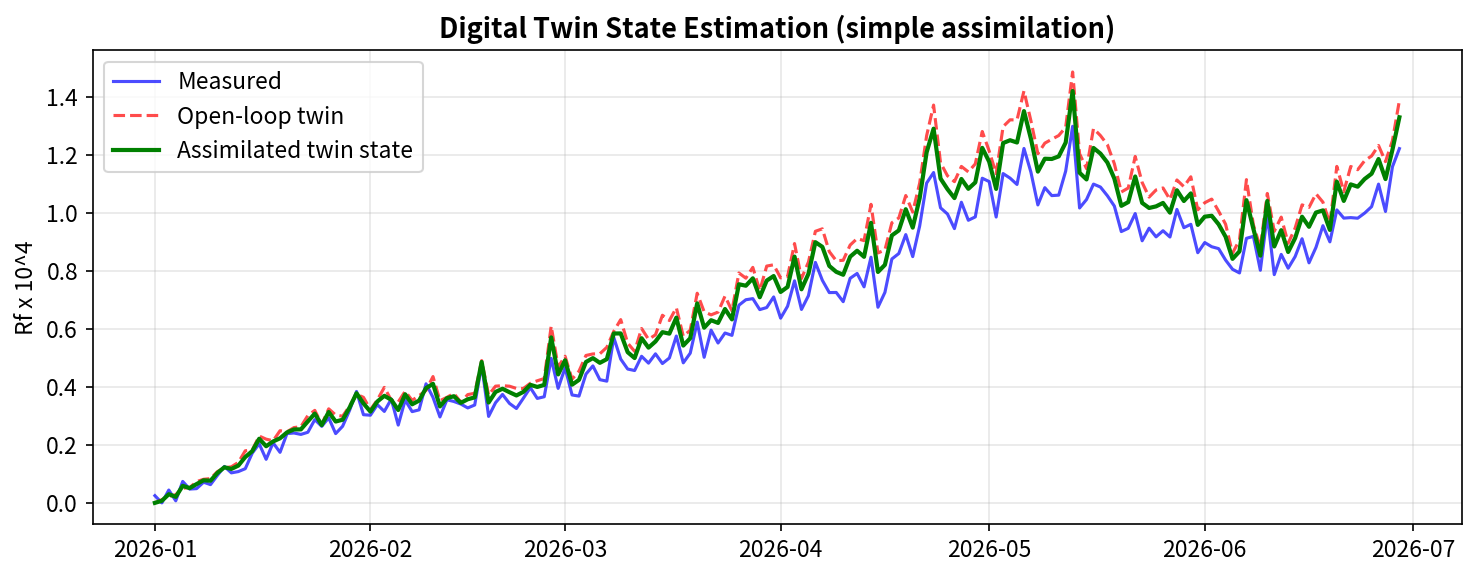 Digital Twin State Estimation (simple assimilation)
Measured
Open-loop twin
Assimilated twin state
Rf x 10^4
1.4
1.2
1.0
0.8
0.6
0.4
0.2
0.0
2026-01 2026-02 2026-03 2026-04 2026-05 2026-06 2026-07